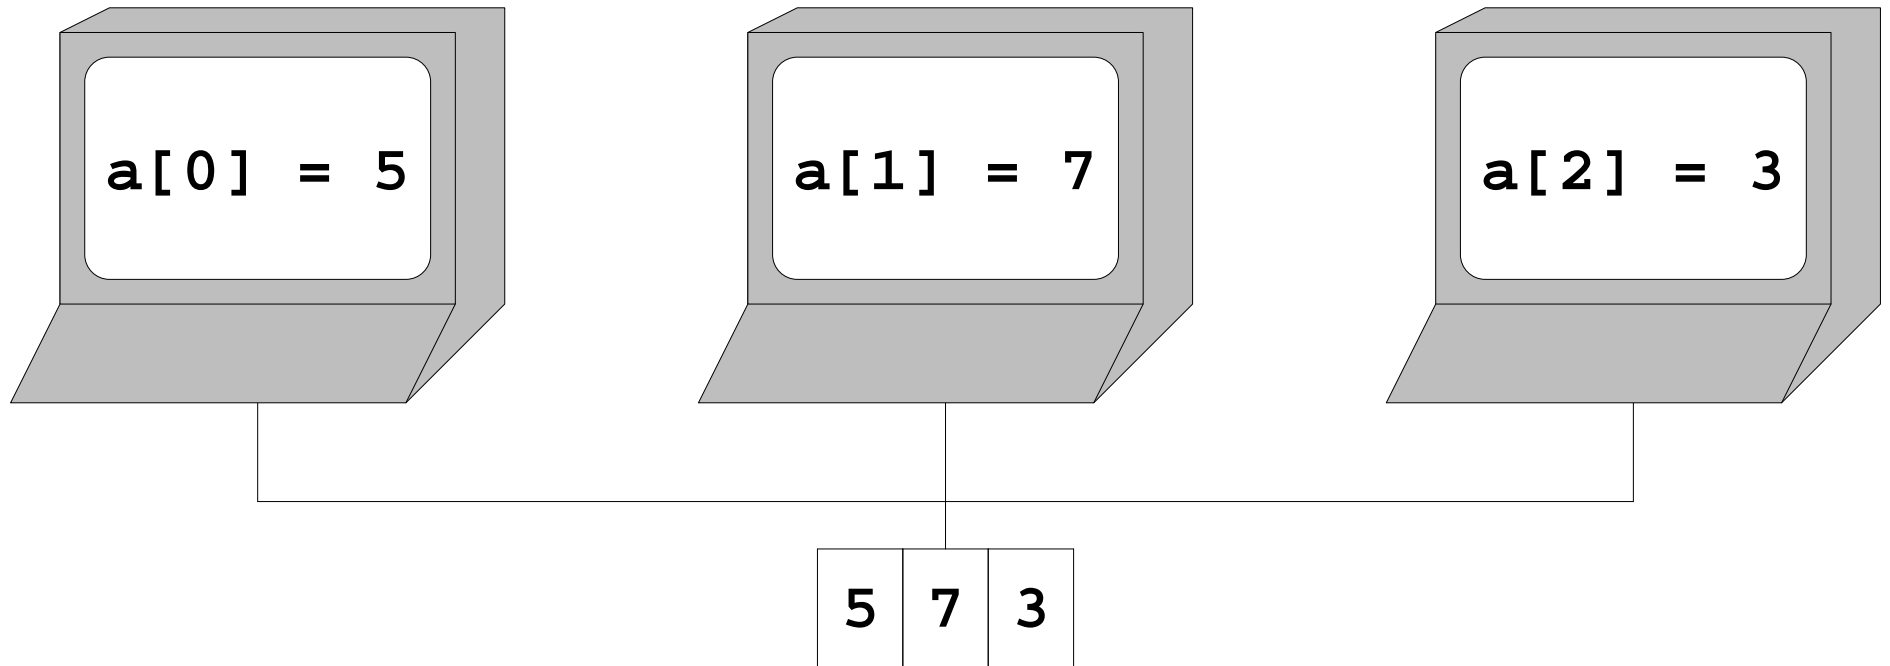 a[0] = 5
a[1] = 7
a[2] = 3
5 7 3